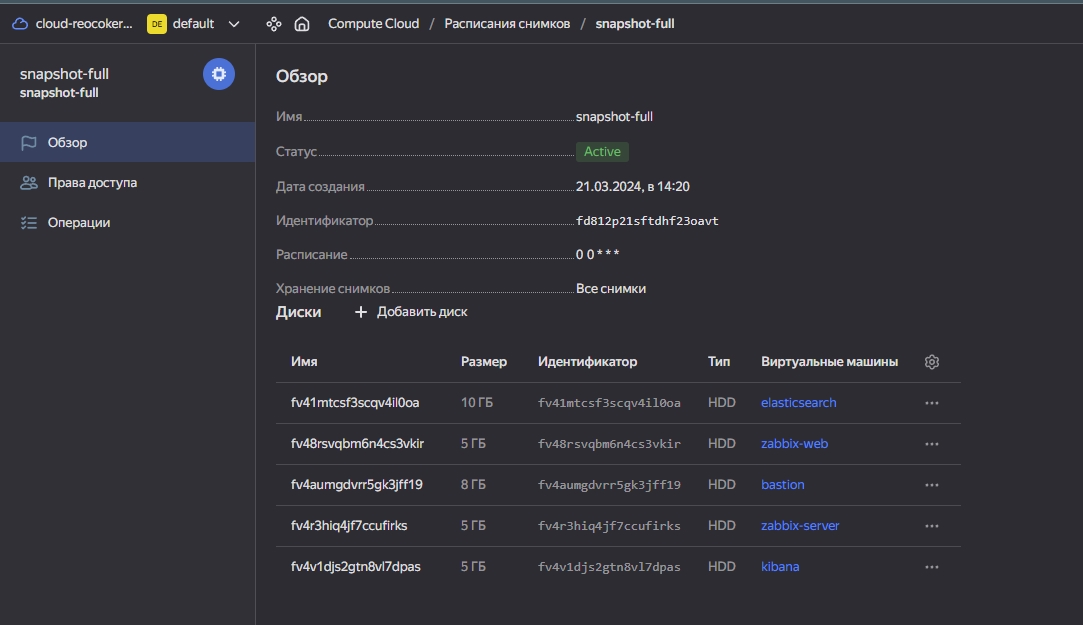 cloud-reocoker... DE default Compute Cloud / Расписания снимков / snapshot-full
snapshot-full
snapshot-full
Обзор
Права доступа
Операции
Обзор
Имя snapshot-full
Статус Active
Дата создания 21.03.2024, в 14:20
Идентификатор fd812p21sftdhf23oavt
Расписание 0 0 * * *
Хранение снимков Все снимки
Диски + Добавить диск
Имя Размер Идентификатор Тип Виртуальные машины
fv41mtcsf3scqv4il0oa 10 ГБ fv41mtcsf3scqv4il0oa HDD elasticsearch
fv48rsvqbm6n4cs3vkir 5 ГБ fv48rsvqbm6n4cs3vkir HDD zabbix-web
fv4aumgdvrr5gk3jff19 8 ГБ fv4aumgdvrr5gk3jff19 HDD bastion
fv4r3hiq4jf7ccufirks 5 ГБ fv4r3hiq4jf7ccufirks HDD zabbix-server
fv4v1djs2gtn8vl7dpas 5 ГБ fv4v1djs2gtn8vl7dpas HDD kibana